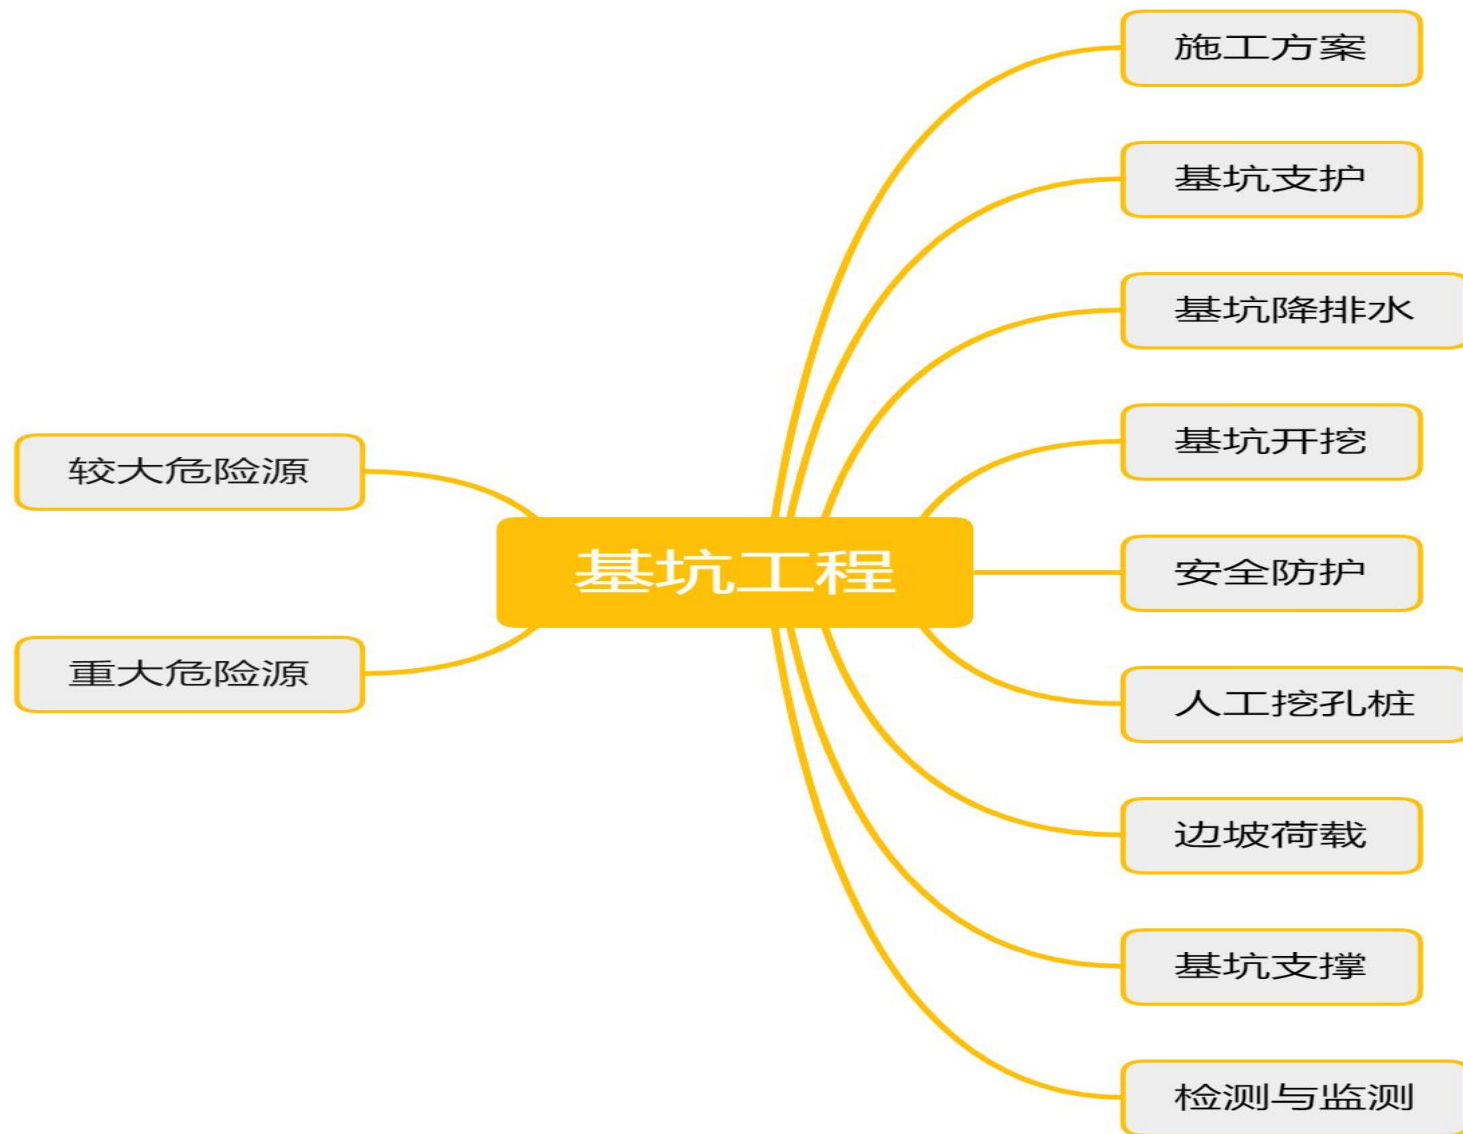 施工方案
基坑支护
基坑降排水
基坑开挖
较大危险源
基坑工程
安全防护
重大危险源
人工挖孔桩
边坡荷载
基坑支撑
检测与监测